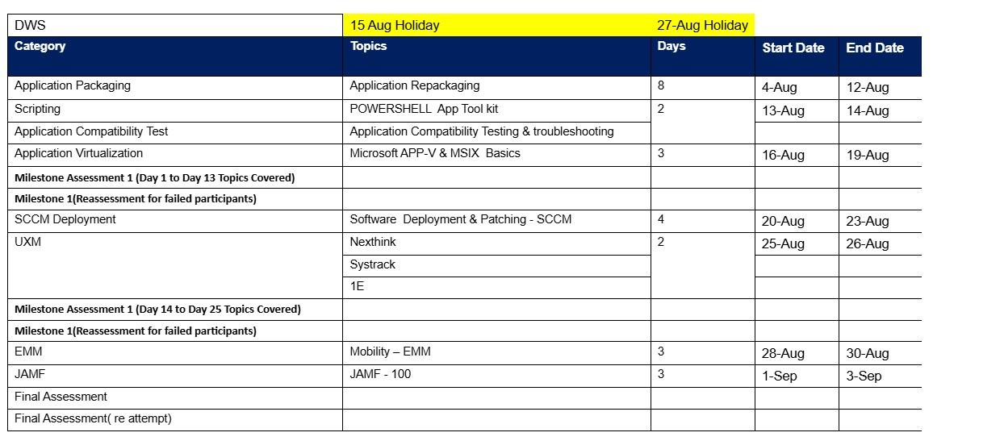 DWS 15 Aug Holiday 27-Aug Holiday
Category Topics Days Start Date End Date
Application Packaging Application Repackaging 8 4-Aug 12-Aug
Scripting POWERSHELL App Tool kit 2 13-Aug 14-Aug
Application Compatibility Test Application Compatibility Testing & troubleshooting
Application Virtualization Microsoft APP-V & MSIX Basics 3 16-Aug 19-Aug
Milestone Assessment 1 (Day 1 to Day 13 Topics Covered)
Milestone 1(Reassessment for failed participants)
SCCM Deployment Software Deployment & Patching - SCCM 4 20-Aug 23-Aug
UXM Nexthink 2 25-Aug 26-Aug
Systrack
1E
Milestone Assessment 1 (Day 14 to Day 25 Topics Covered)
Milestone 1(Reassessment for failed participants)
EMM Mobility – EMM 3 28-Aug 30-Aug
JAMF JAMF - 100 3 1-Sep 3-Sep
Final Assessment
Final Assessment( re attempt)